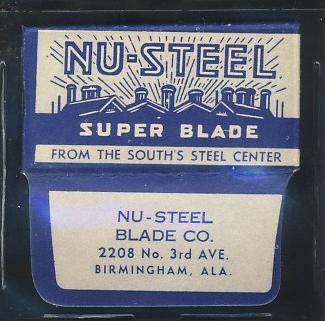 NU-STEEL
SUPER BLADE
FROM THE SOUTH'S STEEL CENTER
NU-STEEL
BLADE CO.
2208 No. 3rd AVE.
BIRMINGHAM, ALA.